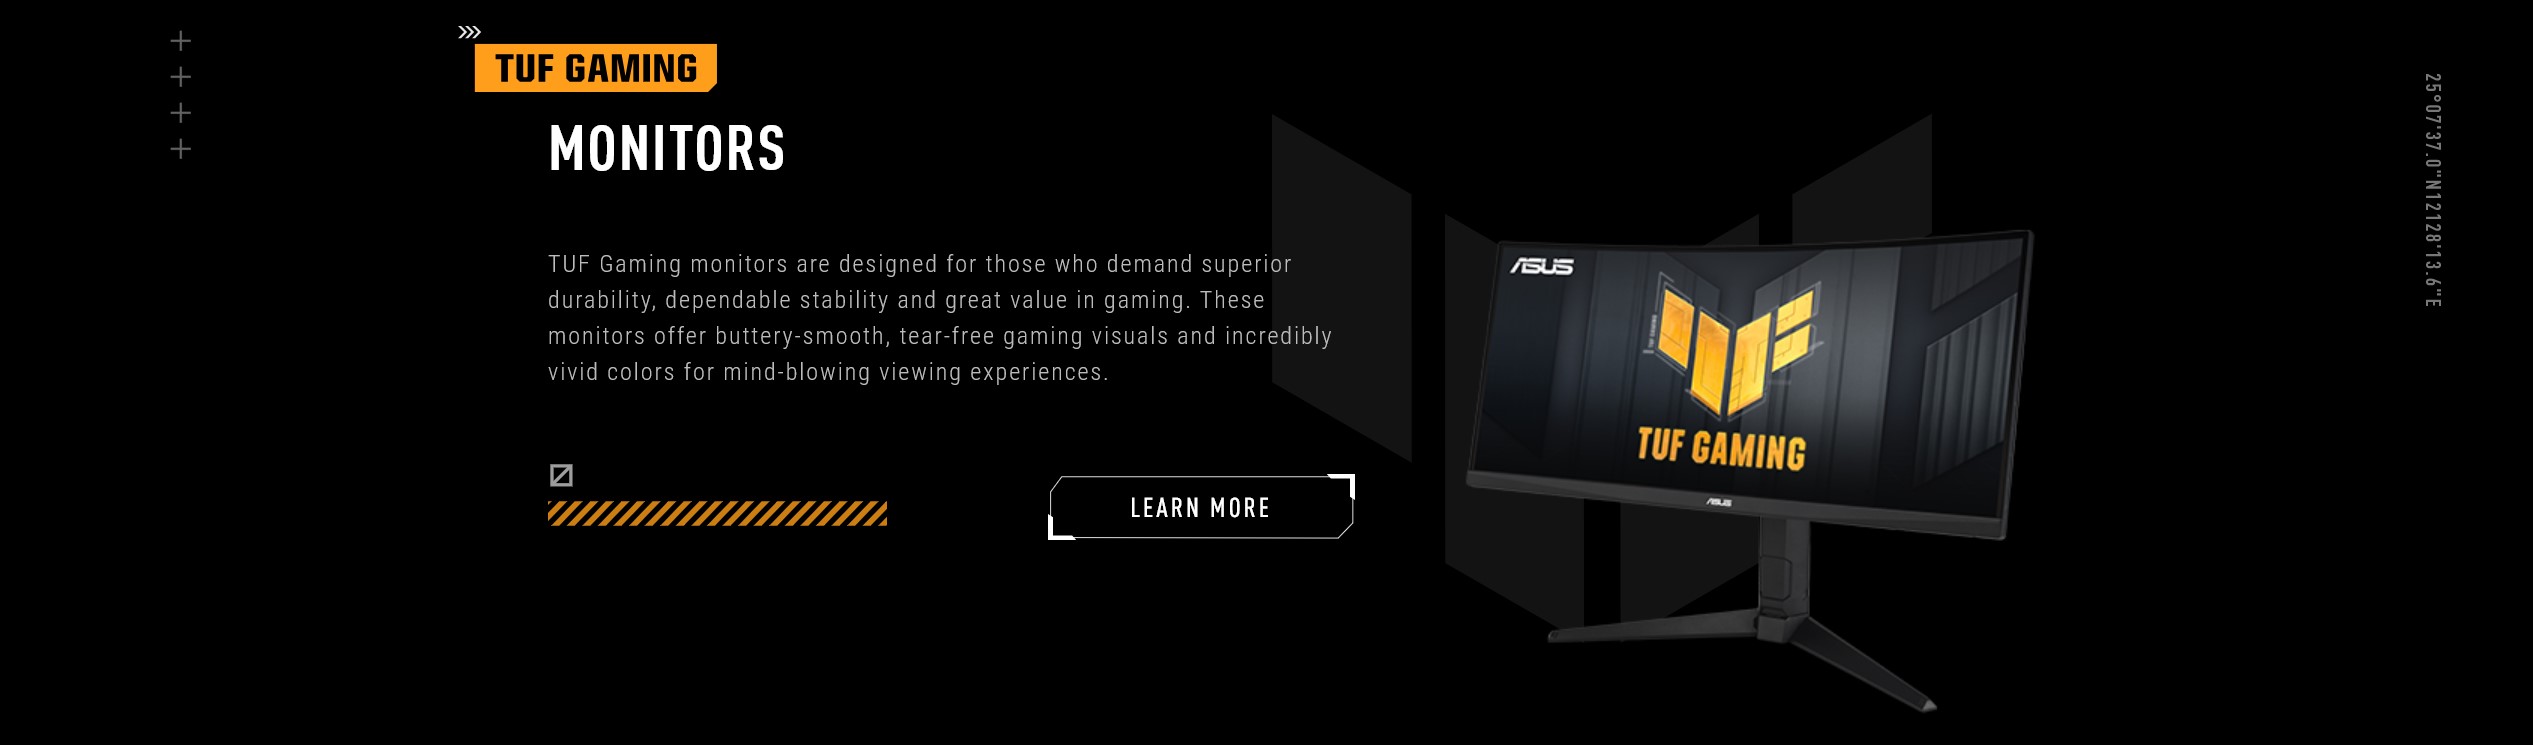 TUF GAMING
MONITORS
TUF Gaming monitors are designed for those who demand superior
durability, dependable stability and great value in gaming. These
monitors offer buttery-smooth, tear-free gaming visuals and incredibly
vivid colors for mind-blowing viewing experiences.
LEARN MORE
ASUS
TUF GAMING
ASUS
25°07'37.0"N12128'13.6"E